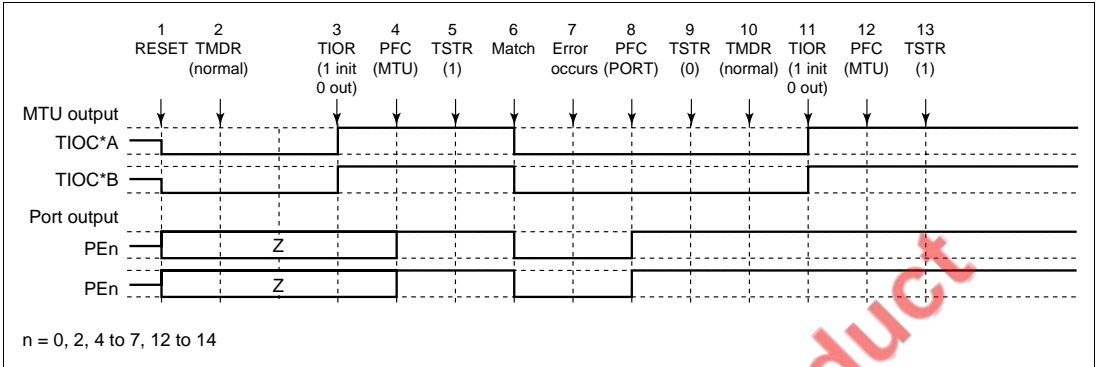 1 2 3 4 5 6 7 8 9 10 11 12 13
RESET TMDR TIOR PFC TSTR Match Error PFC TSTR TMDR TIOR PFC TSTR
(normal) (1 init (MTU) (1) occurs (PORT) (0) (normal) (1 init (MTU) (1)
0 out) 0 out)
MTU output
TIOC*A
TIOC*B
Port output
PEn Z
PEn Z
n = 0, 2, 4 to 7, 12 to 14
duct